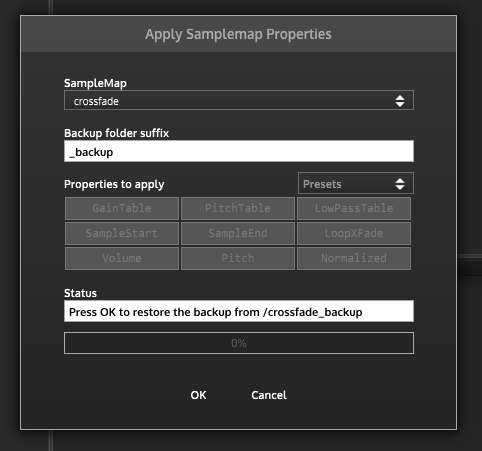 Apply Samplemap Properties
SampleMap
crossfade
Backup folder suffix
_backup
Properties to apply
Presets
GainTable PitchTable LowPassTable
SampleStart SampleEnd LoopXFade
Volume Pitch Normalized
Status
Press OK to restore the backup from /crossfade_backup
0%
OK Cancel